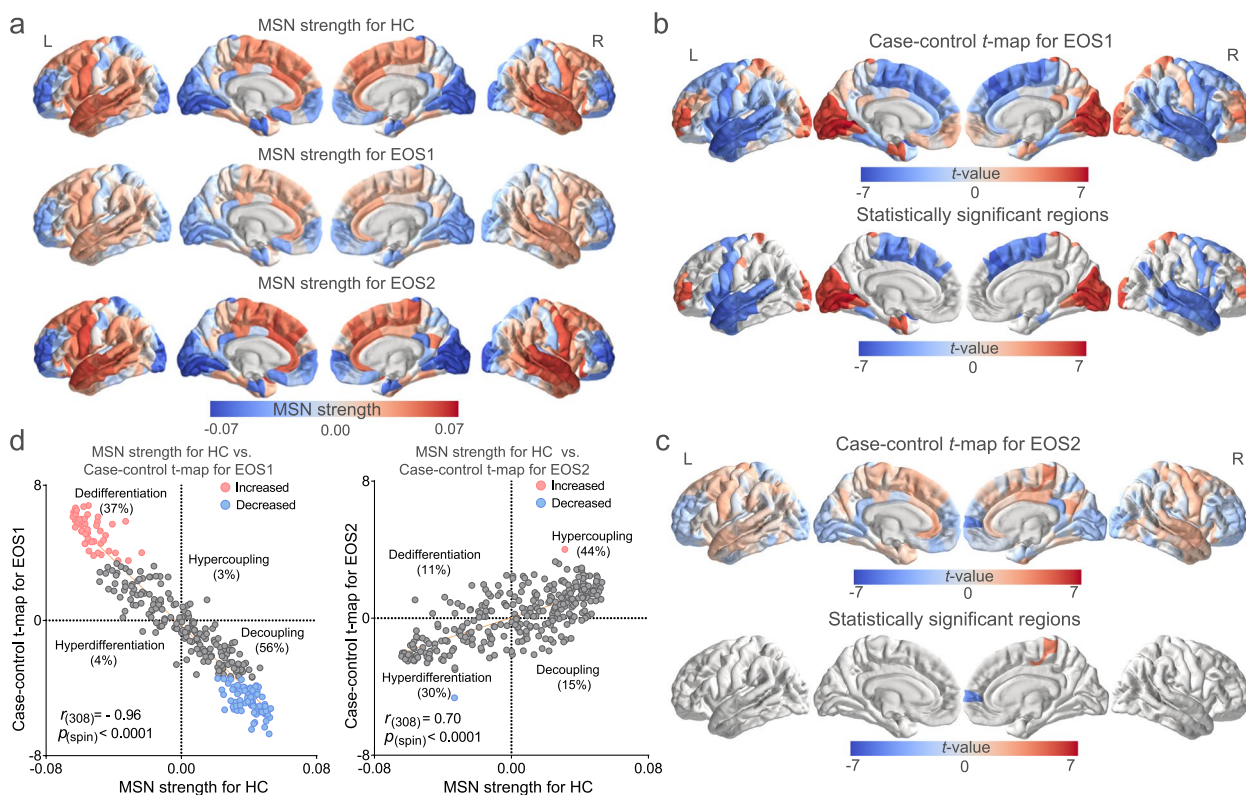 a
MSN strength for HC
L
R
MSN strength for EOS1
MSN strength for EOS2
MSN strength
-0.07
0.00
0.07
b
Case-control t-map for EOS1
L
R
t-value
-7
0
7
Statistically significant regions
t-value
-7
0
7
c
Case-control t-map for EOS2
L
R
t-value
-7
0
7
Statistically significant regions
t-value
-7
0
7
d
MSN strength for HC vs.
Case-control t-map for EOS1
Increased
Decreased
Dedifferentiation
(37%)
Hypercoupling
(3%)
Hyperdifferentiation
(4%)
Decoupling
(56%)
r(308) = - 0.96
p(spin) < 0.0001
8
0
-8
-0.08
0.00
0.08
Case-control t-map for EOS1
MSN strength for HC
MSN strength for HC vs.
Case-control t-map for EOS2
Increased
Decreased
Dedifferentiation
(11%)
Hypercoupling
(44%)
Hyperdifferentiation
(30%)
Decoupling
(15%)
r(308) = 0.70
p(spin) < 0.0001
8
0
-8
0.00
0.08
Case-control t-map for EOS2
MSN strength for HC